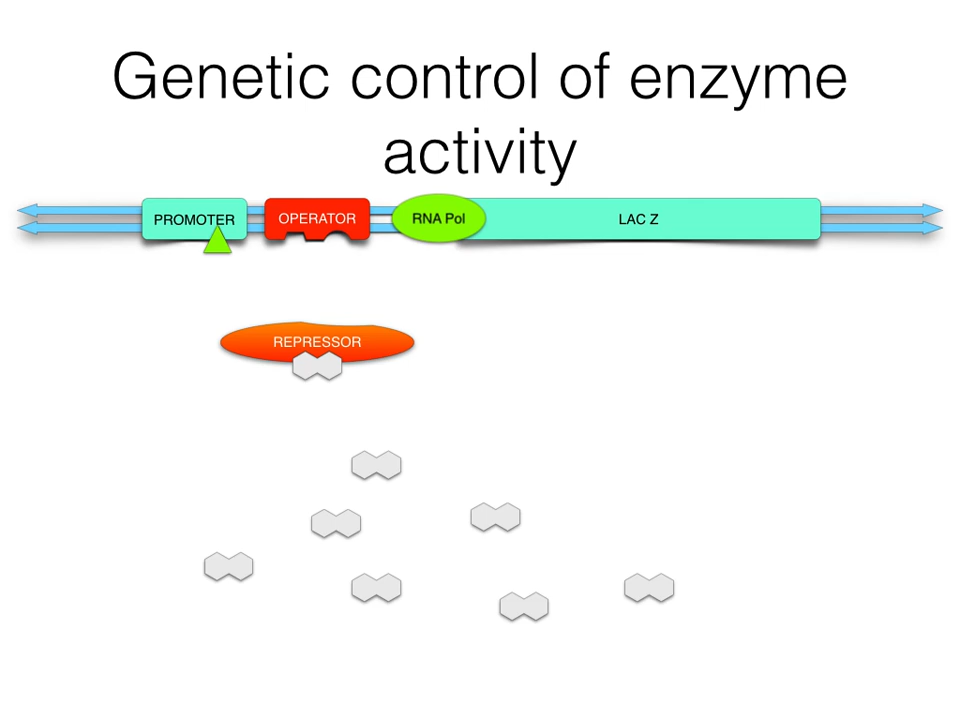 Genetic control of enzyme
activity
PROMOTER
OPERATOR
RNA Pol
LAC Z
REPRESSOR